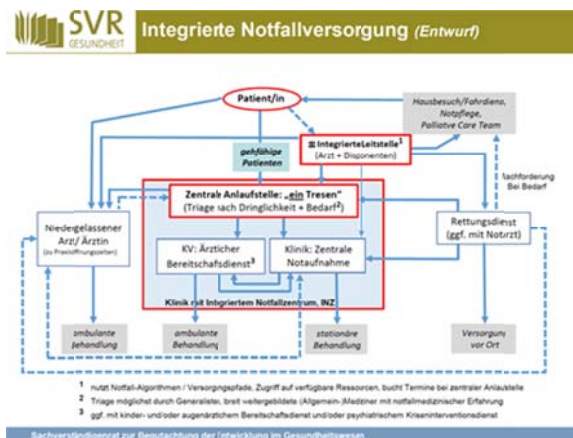 SVR
GESUNDHEIT
Integrierte Notfallversorgung (Entwurf)
Patient/in
Hausbesuch/Fahrdienst,
Notpflege,
Palliative Care Team
IntegrierteLeitstelle¹
(Arzt + Disponenten)
gehfähige
Patienten
Nachforderung
Bei Bedarf
Zentrale Anlaufstelle: „ein Tresen"
(Triage nach Dringlichkeit + Bedarf²)
Niedergelassener
Arzt/ Ärztin
(zu Praxisöffnungszeiten)
Rettungsdienst
(ggf. mit Notarzt)
KV: Ärztlicher
Bereitschafsdienst³
Klinik: Zentrale
Notaufnahme
Klinik mit Integriertem Notfallzentrum, INZ
ambulante
Behandlung
ambulante
Behandlung
stationäre
Behandlung
Versorgung
vor Ort
1 nutzt Notfall-Algorithmen / Versorgungspfade, Zugriff auf verfügbare Ressourcen, bucht Termine bei zentraler Anlaufstelle
2 Triage möglichst durch Generalisten, breit weitergebildete (Allgemein-)Mediziner mit notfallmedizinischer Erfahrung
3 ggf. mit kinder- und/oder augenärztlichem Bereitschaftsdienst und/oder psychiatrischem Kriseninterventionsdienst
Sachverständigenrat zur Begutachtung der Entwicklung im Gesundheitswesen